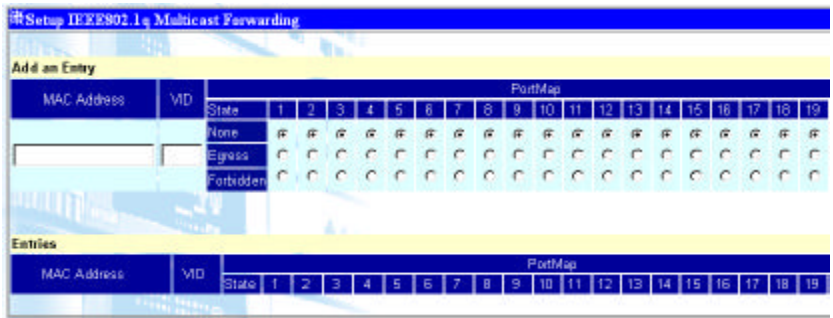 Setup IEEE802.1q Multicast Forwarding
Add an Entry
MAC Address VID PortMap
State 1 2 3 4 5 6 7 8 9 10 11 12 13 14 15 16 17 18 19
None
Egress
Forbidden
Entries
MAC Address VID PortMap
State 1 2 3 4 5 6 7 8 9 10 11 12 13 14 15 16 17 18 19